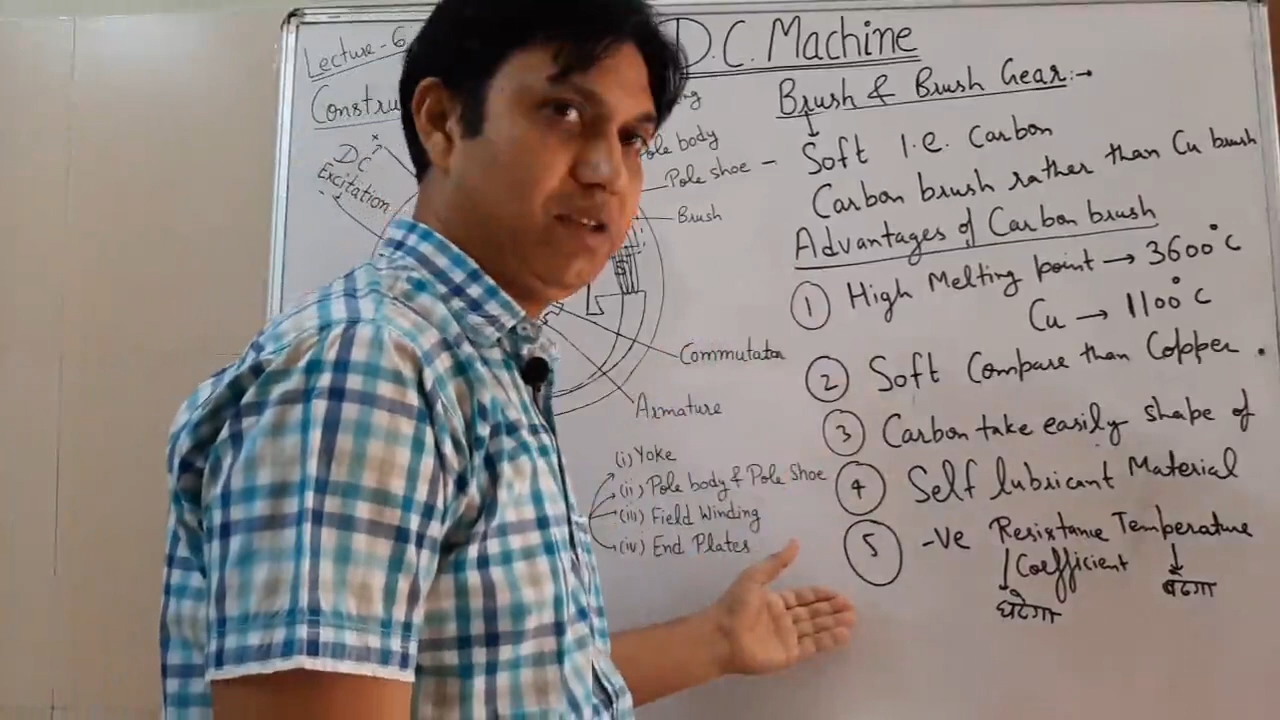 Lecture-6
D.C. Machine
Brush & Brush Gear:→
Soft i.e. Carbon
Carbon brush rather than Cu brush
Advantages of Carbon brush
① High Melting point → 3600°C
Cu → 1100°C
② Soft Compare than Copper.
③ Carbon take easily shape of
④ Self lubricant Material
⑤ -Ve Resistance Temperature
Coefficient
घटेगा
बढेगा
DC
Excitation
+
-
Pole body
Pole shoe -
Brush
Commutator
Armature
(i) Yoke
(ii) Pole body & Pole Shoe
(iii) Field Winding
(iv) End Plates